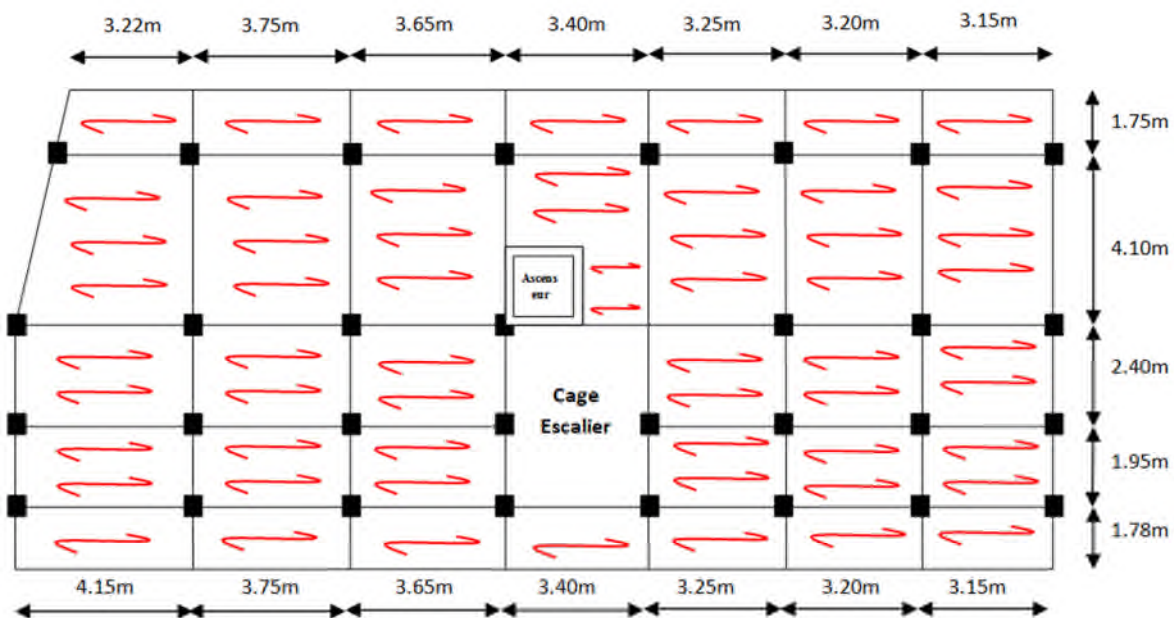 3.22m 3.75m 3.65m 3.40m 3.25m 3.20m 3.15m
1.75m
4.10m
Ascens
eur
2.40m
Cage
Escalier
1.95m
1.78m
4.15m 3.75m 3.65m 3.40m 3.25m 3.20m 3.15m